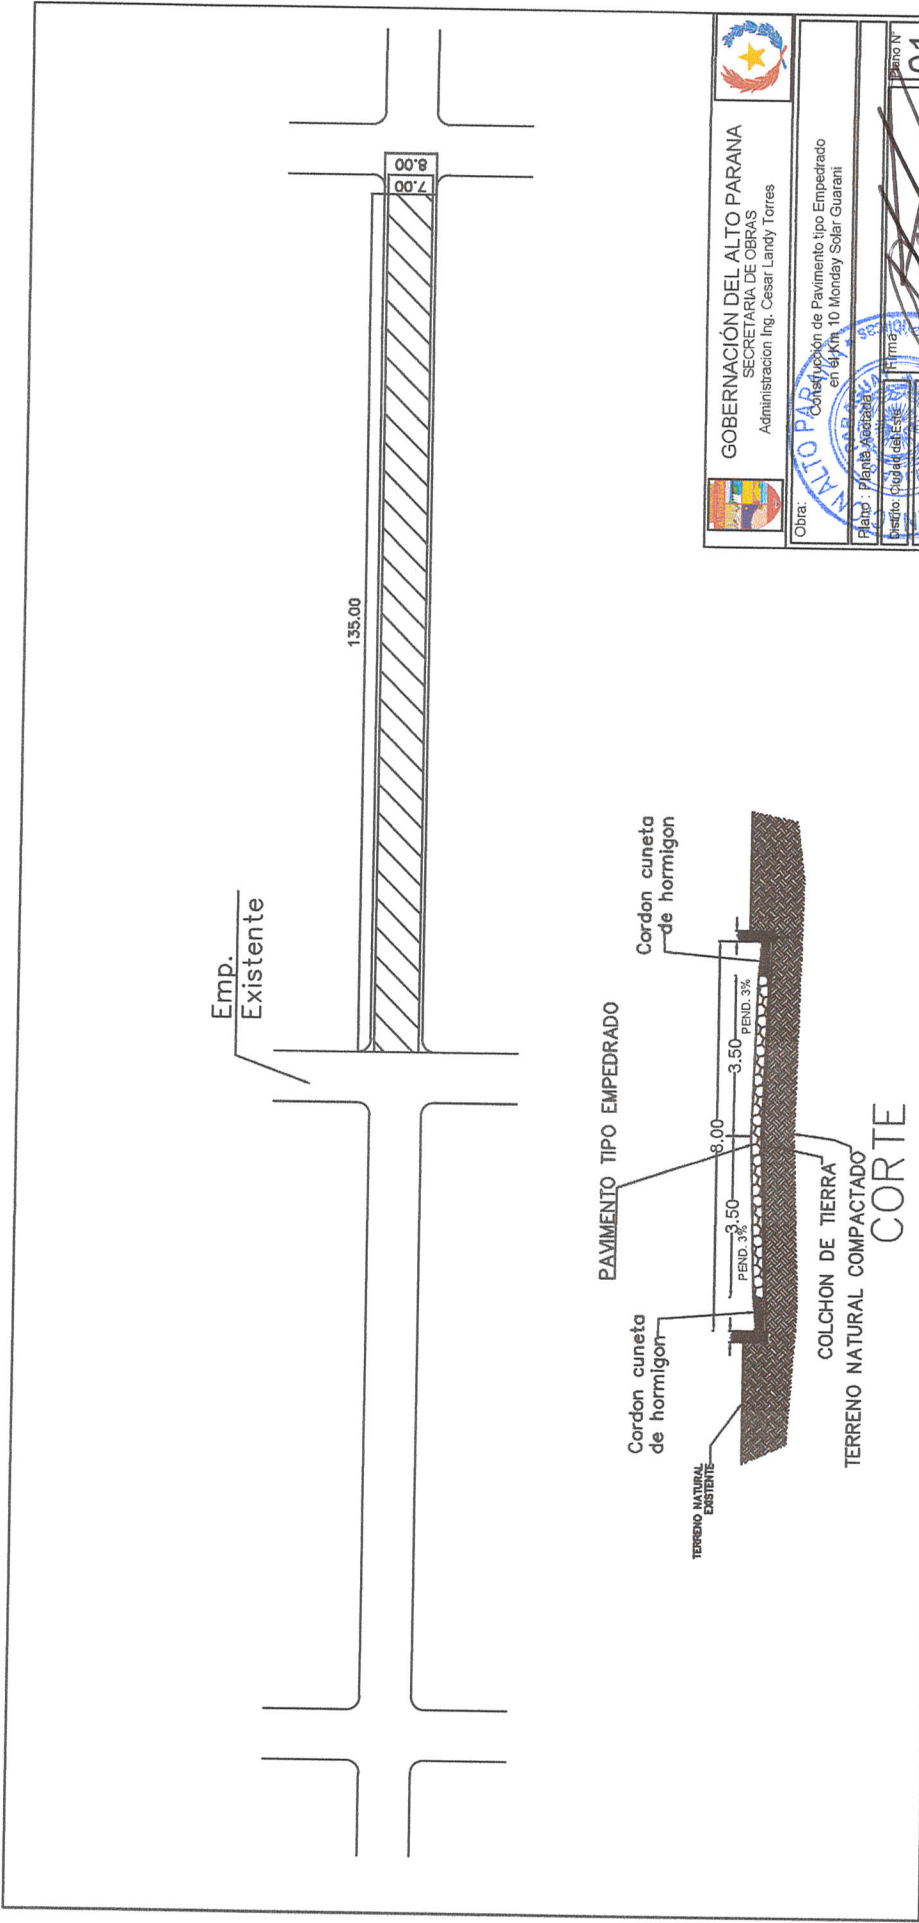 Emp.
Existente
135.00
7.00
8.00
PAVIMENTO TIPO EMPEDRADO
Cordon cuneta
de hormigon
Cordon cuneta
de hormigon
8.00
3.50
3.50
PEND. 3%
PEND. 3%
TERRENO NATURAL
EXISTENTE
COLCHON DE TIERRA
TERRENO NATURAL COMPACTADO
CORTE
GOBERNACIÓN DEL ALTO PARANA
SECRETARIA DE OBRAS
Administracion Ing. Cesar Landy Torres
Obra:
Construcción de Pavimento tipo Empedrado
en el Km 10 Monday Solar Guarani
Plano : Planta Acotada
Distrito: Ciudad del Este
Firma
Plano N°
01
N ALTO PARANA